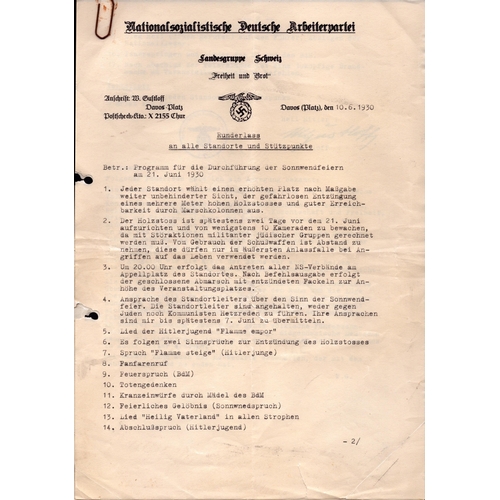 Nationalsozialistische Deutsche Arbeiterpartei
Landesgruppe Schweiz
„Freiheit und Brot"
Anschrift: W. Gustloff
Davos-Platz
Postscheck-Kto.: X 2155 Chur
Davos (Platz), den 10.6.1930
Runderlass
an alle Standorte und Stützpunkte
Betr.: Programm für die Durchführung der Sonnwendfeiern
am 21. Juni 1930
1. Jeder Standort wählt einen erhöhten Platz nach Maßgabe
weiter unbehinderter Sicht, der gefahrlosen Entzündung
eines mehrere Meter hohen Holzstosses und guter Erreich-
barkeit durch Marschkolonnen aus.
2. Der Holzstoss ist spätestens zwei Tage vor dem 21. Juni
aufzurichten und von wenigstens 10 Kameraden zu bewachen,
da mit Störaktionen militanter jüdischer Gruppen gerechnet
werden muß. Vom Gebrauch der Schußwaffen ist Abstand zu
nehmen, diese dürfen nur im äußersten Anlassfalle bei An-
griffen auf das Leben verwendet werden.
3. Um 20.00 Uhr erfolgt das Antreten aller NS-Verbände am
Appellplatz des Standortes. Nach Befehlsausgabe erfolgt
der geschlossene Abmarsch mit entzündeten Fackeln zur An-
höhe des Veranstaltungsplatzes.
4. Ansprache des Standortleiters über den Sinn der Sonnwend-
feier. Die Standortleiter sind angehalten, weder gegen
Juden noch Kommunisten Hetzreden zu führen. Ihre Ansprachen
sind mir bis spätestens 7. Juni zu übermitteln.
5. Lied der Hitlerjugend "Flamme empor"
6. Es folgen zwei Sinnsprüche zur Entzündung des Holzstosses
7. Spruch "Flamme steige" (Hitlerjunge)
8. Fanfarenruf
9. Feuerspruch (BdM)
10. Totengedenken
11. Kranzeinwürfe durch Mädel des BdM
12. Feierliches Gelöbnis (Sonnwendspruch)
13. Lied "Heilig Vaterland" in allen Strophen
14. Abschlußspruch (Hitlerjugend)
- 2/